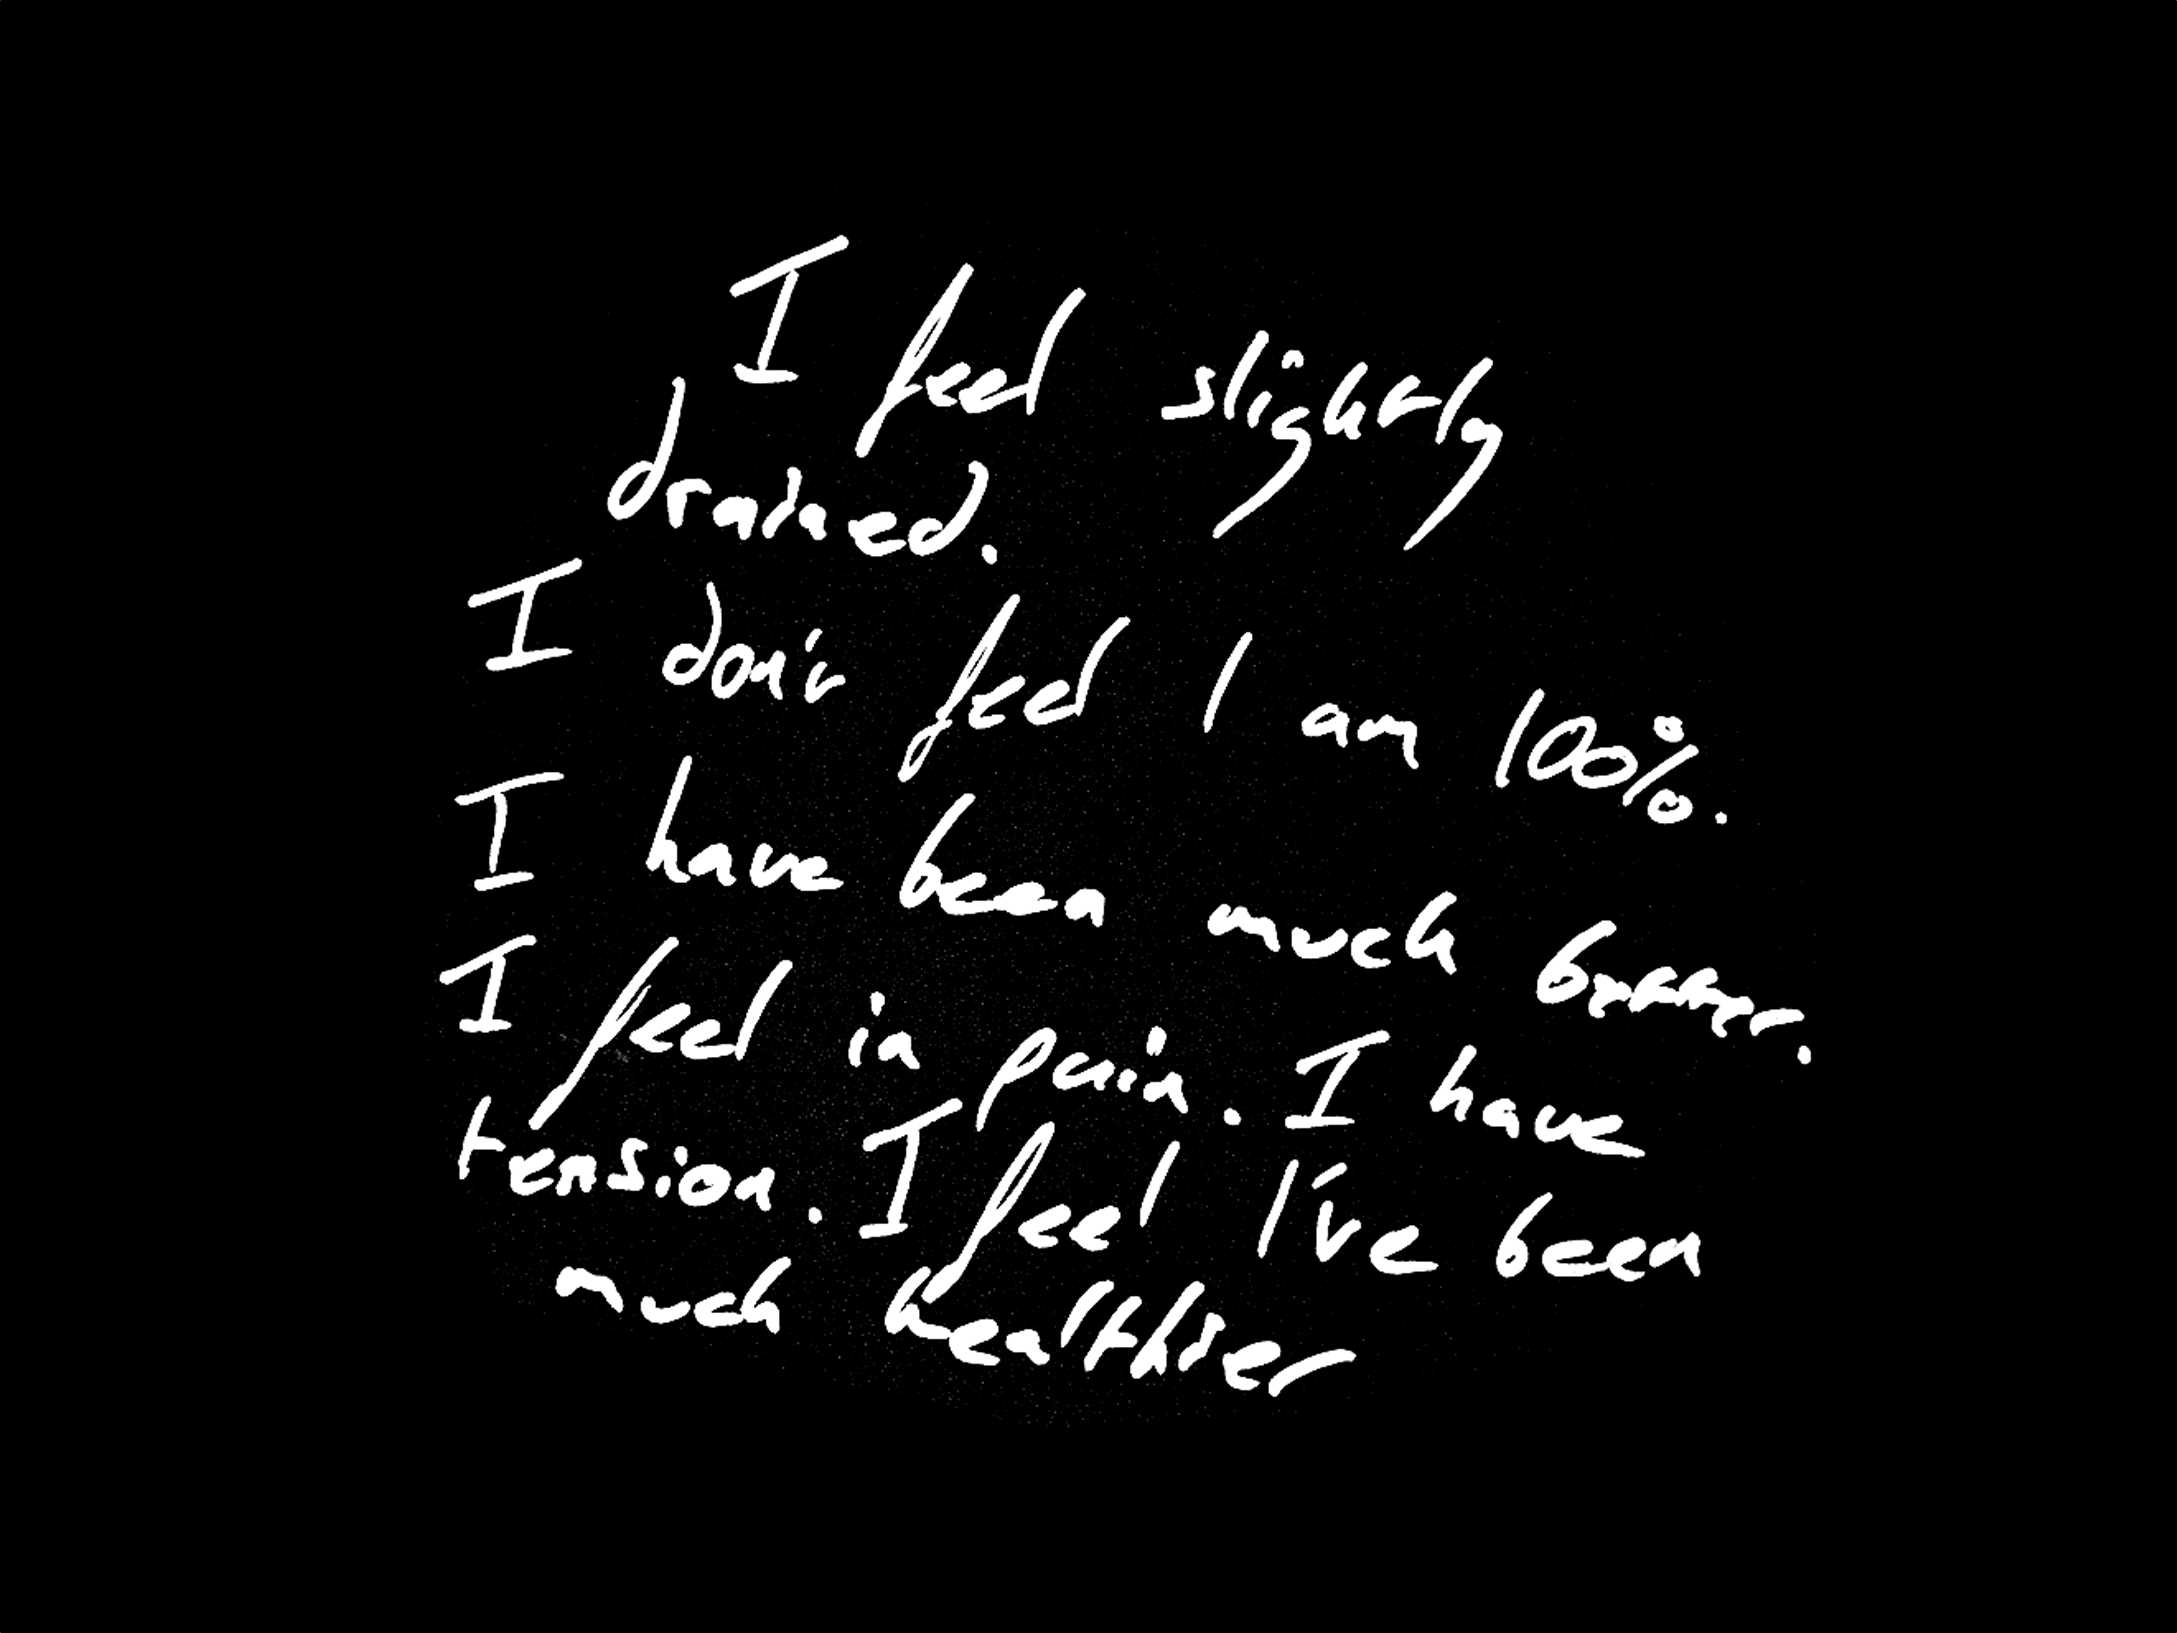 I feel slightly
drained.
I don't feel I am 100%.
I have been much better.
I feel in pain. I have
tension. I feel I've been
much healthier